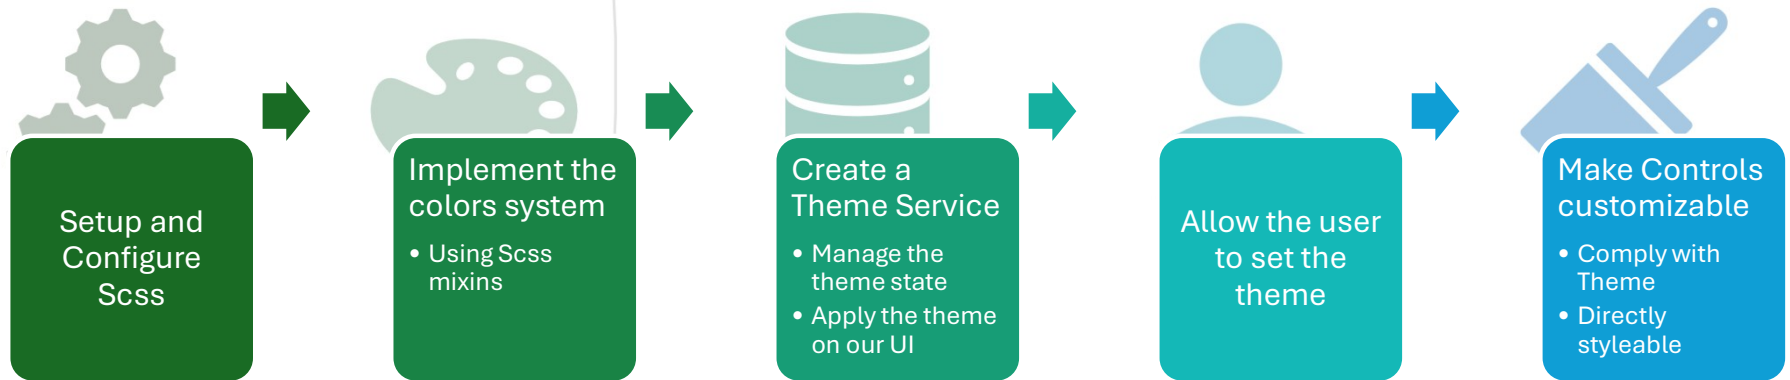 Setup and
Configure
Scss
Implement the
colors system
• Using Scss
mixins
Create a
Theme Service
• Manage the
theme state
• Apply the theme
on our UI
Allow the user
to set the
theme
Make Controls
customizable
• Comply with
Theme
• Directly
styleable